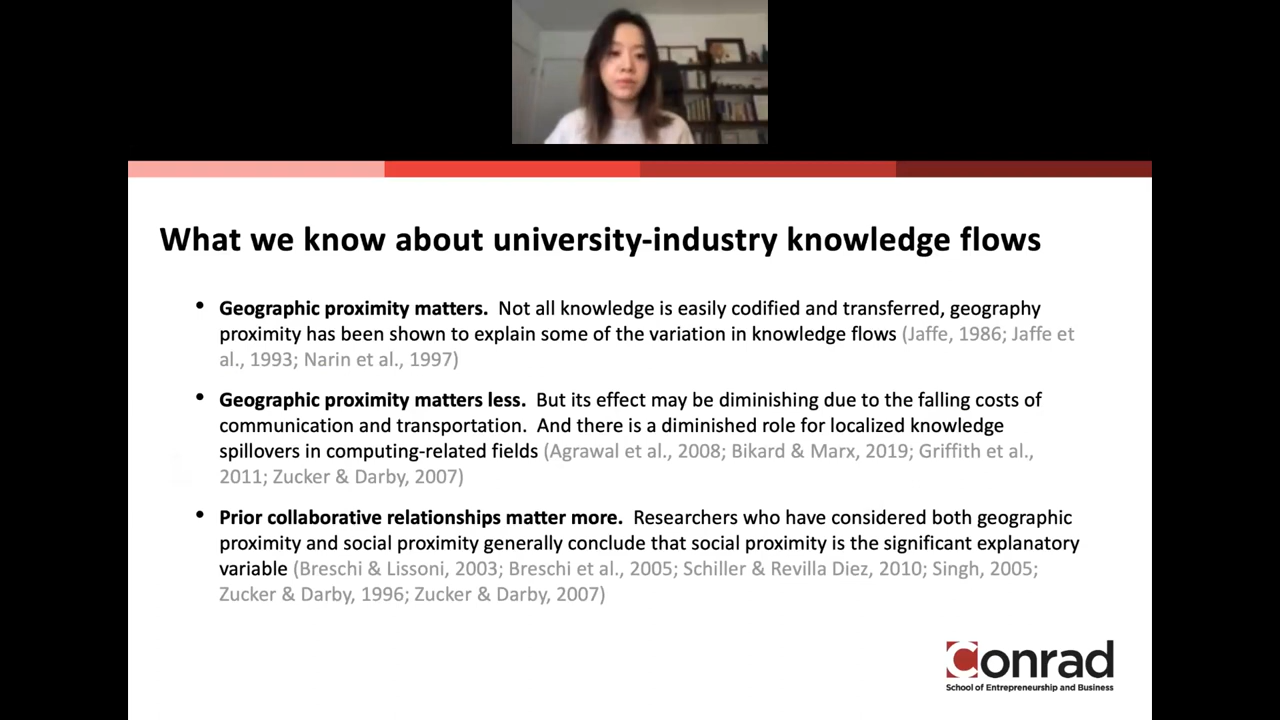 What we know about university-industry knowledge flows
• Geographic proximity matters. Not all knowledge is easily codified and transferred, geography
proximity has been shown to explain some of the variation in knowledge flows (Jaffe, 1986; Jaffe et
al., 1993; Narin et al., 1997)
• Geographic proximity matters less. But its effect may be diminishing due to the falling costs of
communication and transportation. And there is a diminished role for localized knowledge
spillovers in computing-related fields (Agrawal et al., 2008; Bikard & Marx, 2019; Griffith et al.,
2011; Zucker & Darby, 2007)
• Prior collaborative relationships matter more. Researchers who have considered both geographic
proximity and social proximity generally conclude that social proximity is the significant explanatory
variable (Breschi & Lissoni, 2003; Breschi et al., 2005; Schiller & Revilla Diez, 2010; Singh, 2005;
Zucker & Darby, 1996; Zucker & Darby, 2007)
Conrad
School of Entrepreneurship and Business